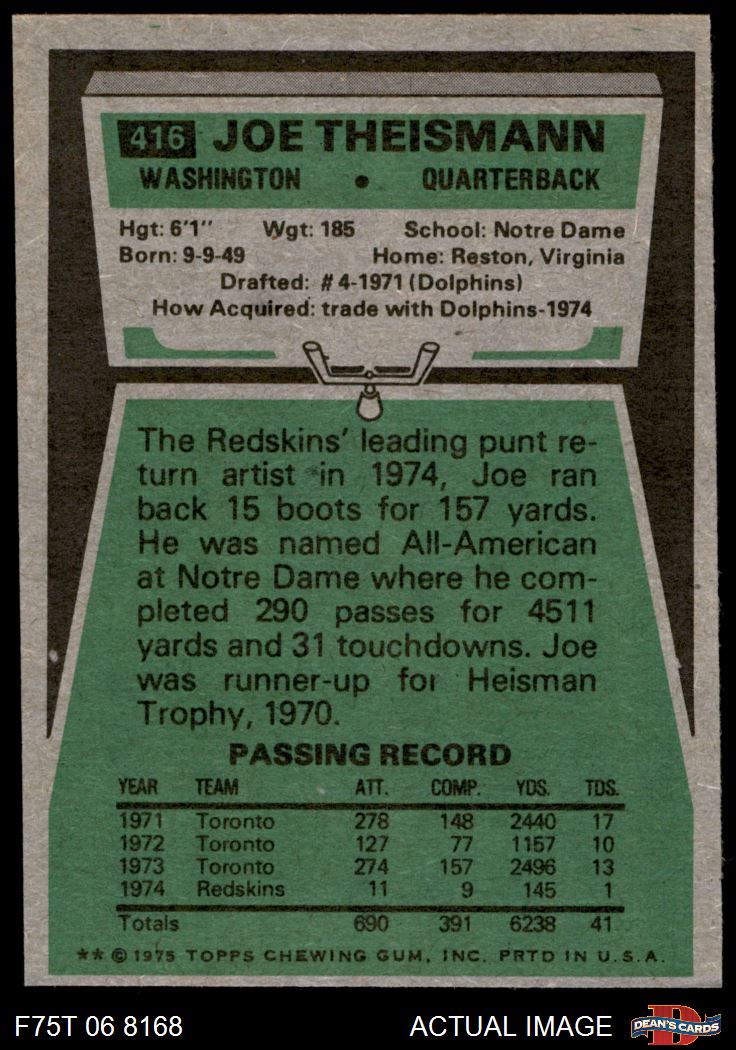 416 JOE THEISMANN
WASHINGTON • QUARTERBACK
Hgt: 6'1" Wgt: 185 School: Notre Dame
Born: 9-9-49 Home: Reston, Virginia
Drafted: #4-1971 (Dolphins)
How Acquired: trade with Dolphins-1974
The Redskins' leading punt re-
turn artist in 1974, Joe ran
back 15 boots for 157 yards.
He was named All-American
at Notre Dame where he com-
pleted 290 passes for 4511
yards and 31 touchdowns. Joe
was runner-up for Heisman
Trophy, 1970.
PASSING RECORD
YEAR TEAM ATT. COMP. YDS. TDS.
1971 Toronto 278 148 2440 17
1972 Toronto 127 77 1157 10
1973 Toronto 274 157 2496 13
1974 Redskins 11 9 145 1
Totals 690 391 6238 41
** © 1975 TOPPS CHEWING GUM, INC. PRTD IN U.S.A.
F75T 06 8168 ACTUAL IMAGE DEAN'S CARDS